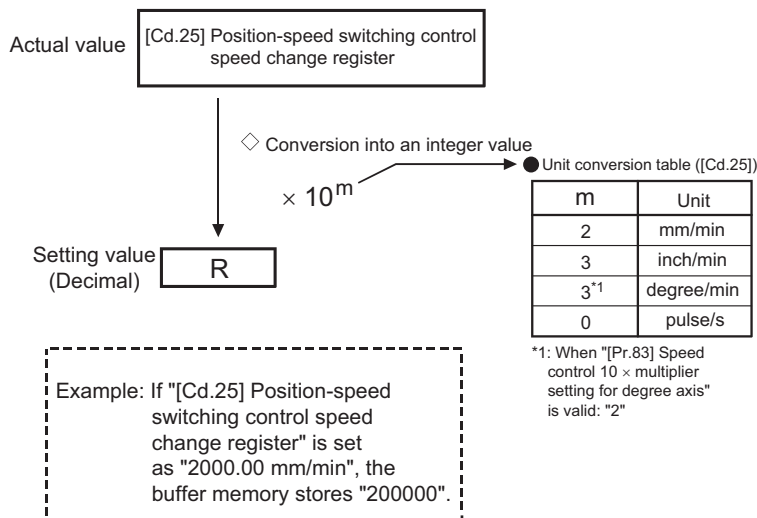 Actual value
[Cd.25] Position-speed switching control
speed change register
◇ Conversion into an integer value
× 10^m
● Unit conversion table ([Cd.25])
m Unit
2 mm/min
3 inch/min
3*1 degree/min
0 pulse/s
*1: When "[Pr.83] Speed
control 10 × multiplier
setting for degree axis"
is valid: "2"
Setting value
(Decimal)
R
Example: If "[Cd.25] Position-speed
switching control speed
change register" is set
as "2000.00 mm/min", the
buffer memory stores "200000".